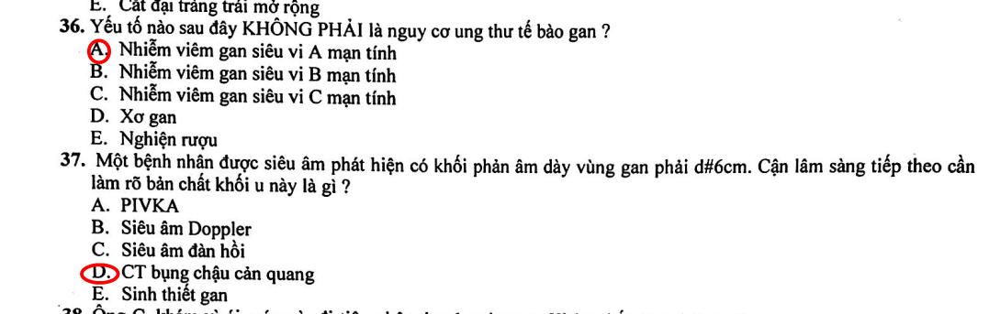 E. Cắt đại tràng trái mở rộng
36. Yếu tố nào sau đây KHÔNG PHẢI là nguy cơ ung thư tế bào gan ?
A. Nhiễm viêm gan siêu vi A mạn tính
B. Nhiễm viêm gan siêu vi B mạn tính
C. Nhiễm viêm gan siêu vi C mạn tính
D. Xơ gan
E. Nghiện rượu
37. Một bệnh nhân được siêu âm phát hiện có khối phản âm dày vùng gan phải d#6cm. Cận lâm sàng tiếp theo cần
làm rõ bản chất khối u này là gì ?
A. PIVKA
B. Siêu âm Doppler
C. Siêu âm đàn hồi
D. CT bụng chậu cản quang
E. Sinh thiết gan